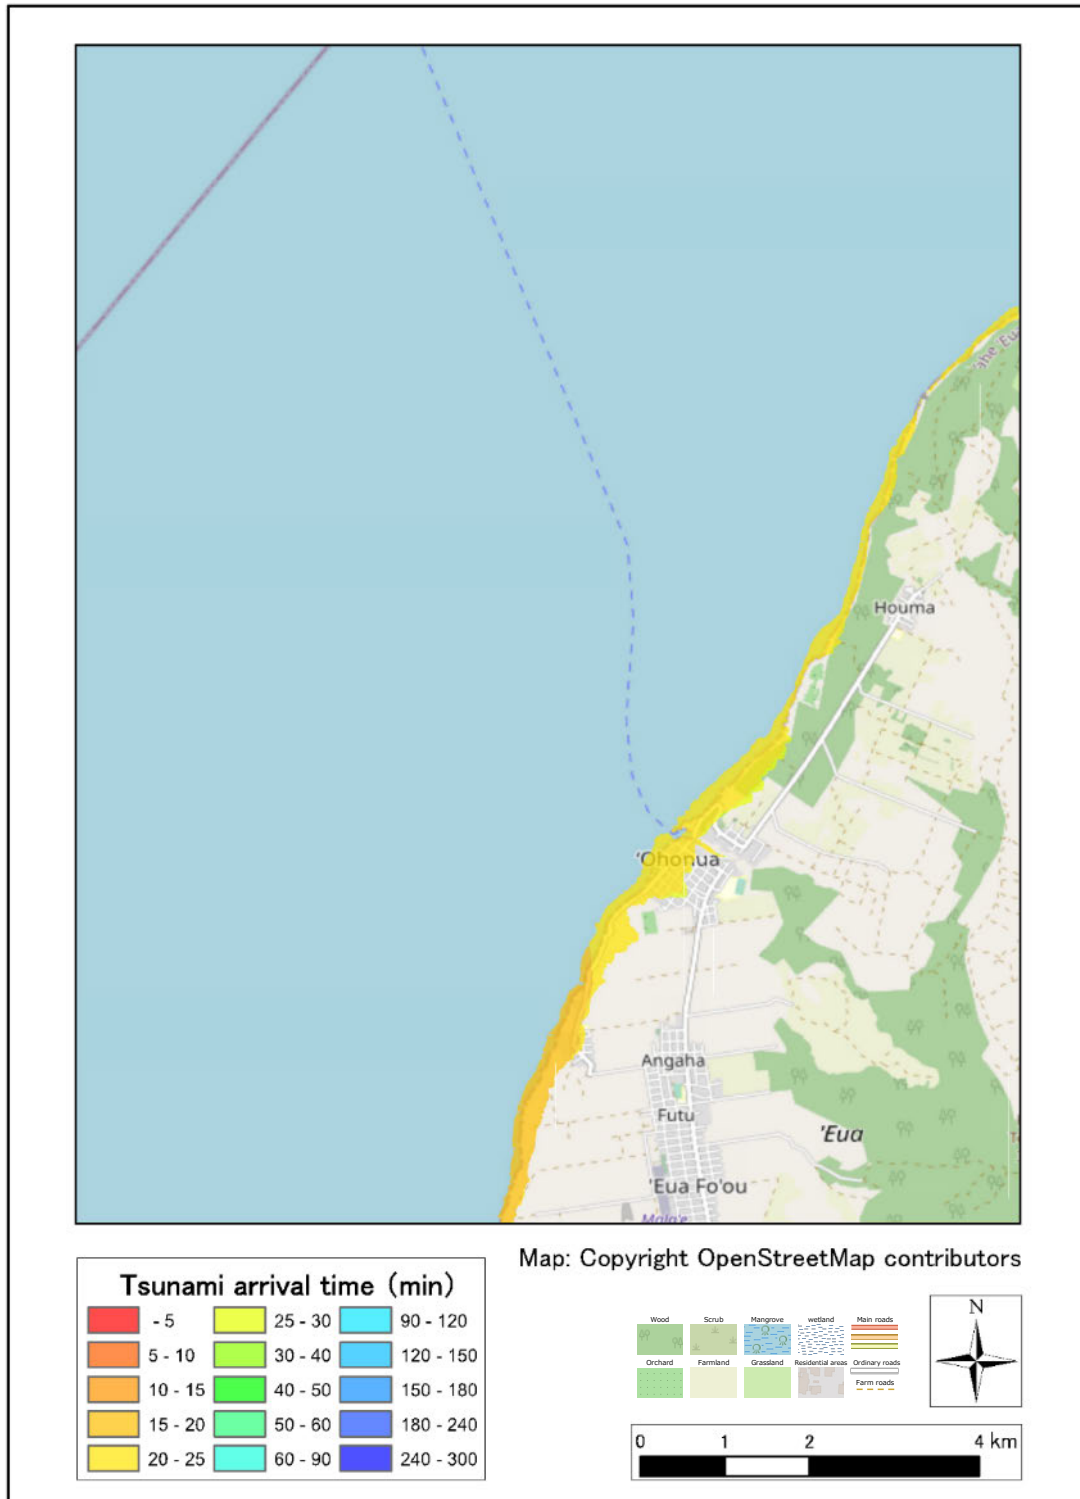 'ahe 'Eu
Houma
'Ohonua
Angaha
Futu
'Eua
'Eua Fo'ou
Mala'e
Map: Copyright OpenStreetMap contributors
Tsunami arrival time (min)
- 5
25 - 30
90 - 120
5 - 10
30 - 40
120 - 150
10 - 15
40 - 50
150 - 180
15 - 20
50 - 60
180 - 240
20 - 25
60 - 90
240 - 300
Wood
Scrub
Mangrove
wetland
Main roads
Orchard
Farmland
Grassland
Residential areas
Ordinary roads
Farm roads
N
0 1 2 4 km